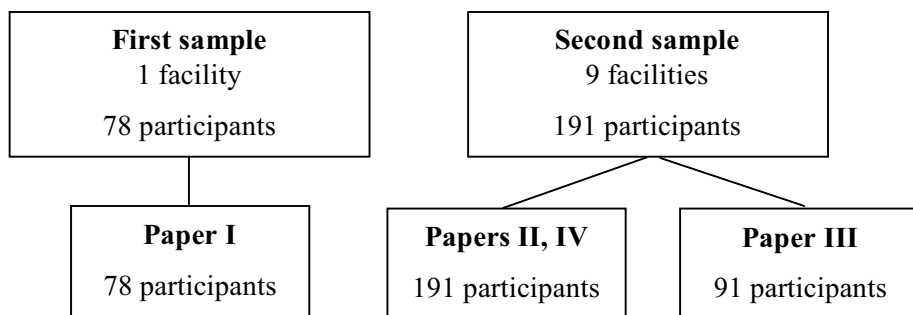 First sample
1 facility
78 participants
Second sample
9 facilities
191 participants
Paper I
78 participants
Papers II, IV
191 participants
Paper III
91 participants